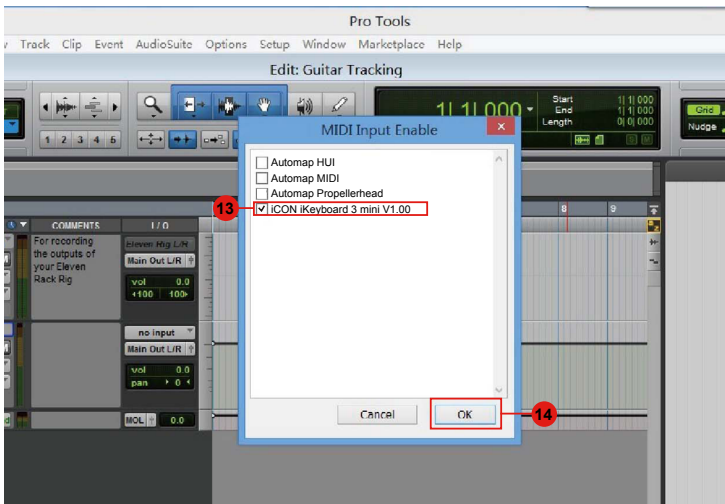 Pro Tools
Track Clip Event AudioSuite Options Setup Window Marketplace Help
Edit: Guitar Tracking
1| 1| 000
Start 1| 1| 000
End 1| 1| 000
Length 0| 0| 000
Grid
Nudge
1 2 3 4 5
MIDI Input Enable
Automap HUI
Automap MIDI
Automap Propellerhead
13
iCON iKeyboard 3 mini V1.00
8 9
COMMENTS I / O
For recording
the outputs of
your Eleven
Rack Rig
Eleven Rig L/R
Main Out L/R
vol 0.0
100 100
no input
Main Out L/R
vol 0.0
pan 0
Cancel OK
14
0.0